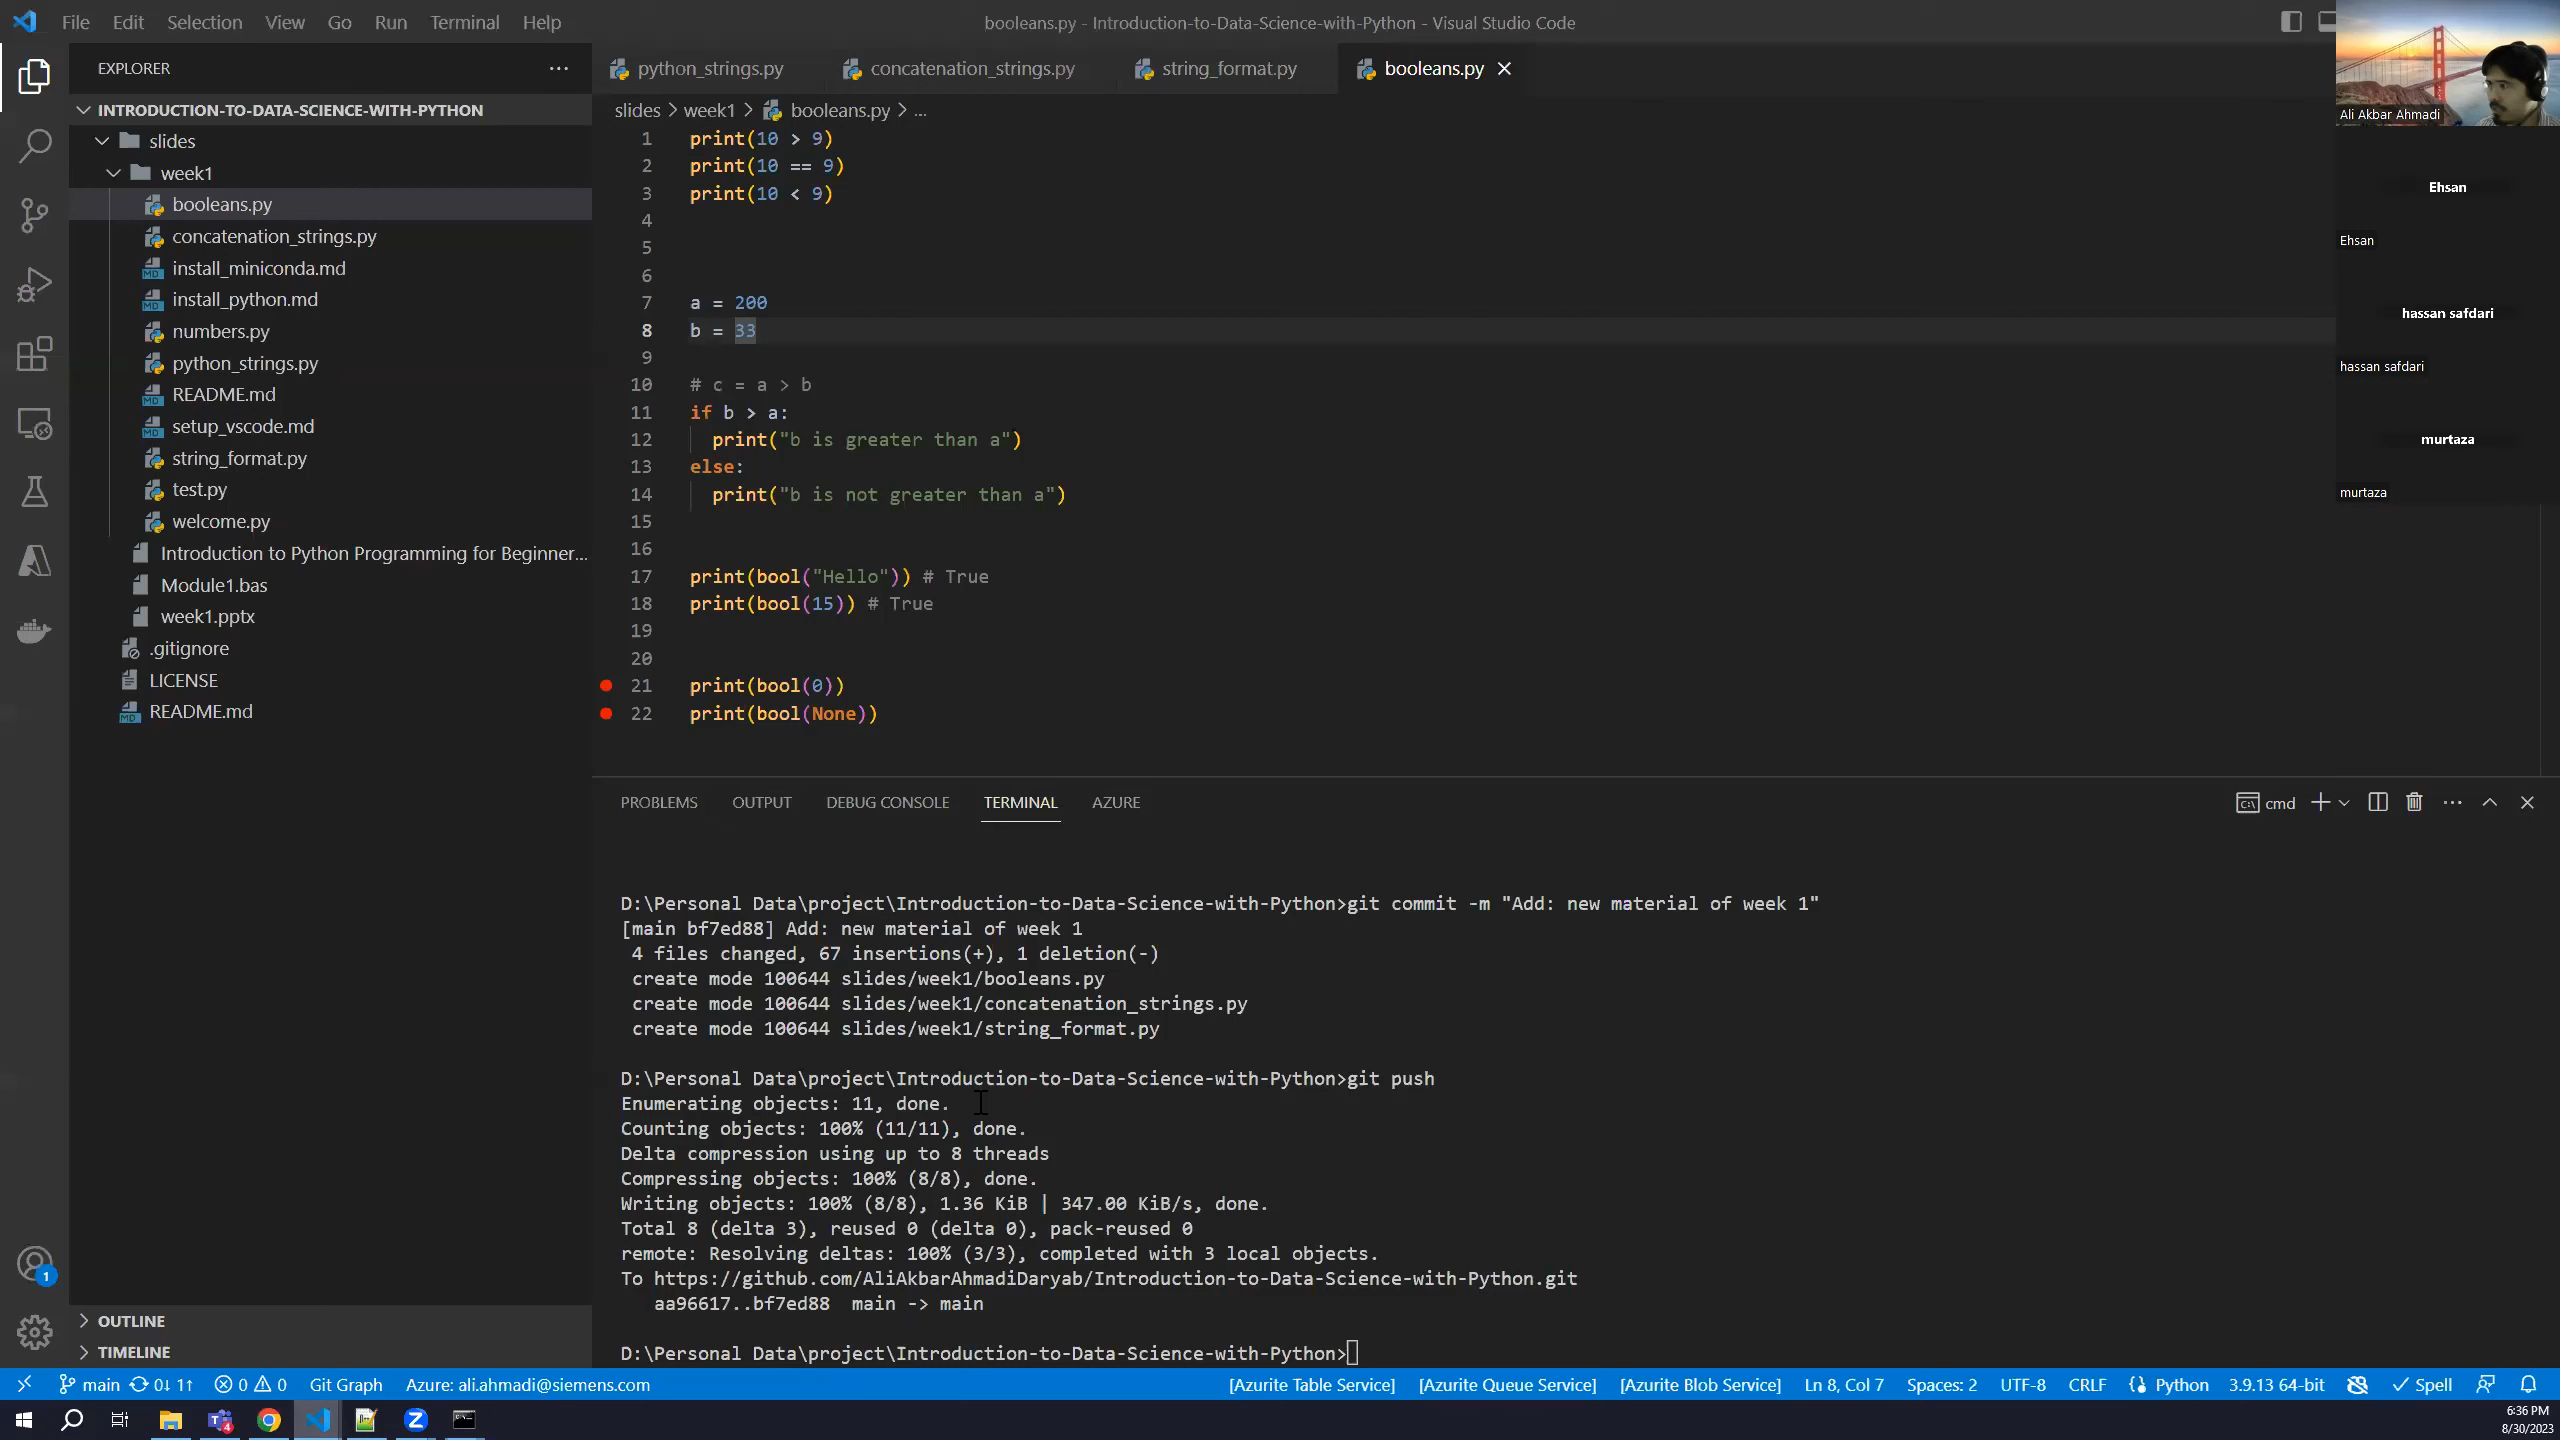 File Edit Selection View Go Run Terminal Help
booleans.py - Introduction-to-Data-Science-with-Python - Visual Studio Code
EXPLORER
INTRODUCTION-TO-DATA-SCIENCE-WITH-PYTHON
slides
week1
booleans.py
concatenation_strings.py
install_miniconda.md
install_python.md
numbers.py
python_strings.py
README.md
setup_vscode.md
string_format.py
test.py
welcome.py
Introduction to Python Programming for Beginner...
Module1.bas
week1.pptx
.gitignore
LICENSE
README.md
OUTLINE
TIMELINE
python_strings.py concatenation_strings.py string_format.py booleans.py
slides > week1 > booleans.py > ...
1 print(10 > 9)
2 print(10 == 9)
3 print(10 < 9)
4
5
6
7 a = 200
8 b = 33
9
10 # c = a > b
11 if b > a:
12 print("b is greater than a")
13 else:
14 print("b is not greater than a")
15
16
17 print(bool("Hello")) # True
18 print(bool(15)) # True
19
20
21 print(bool(0))
22 print(bool(None))
Ali Akbar Ahmadi
Ehsan
Ehsan
hassan safdari
hassan safdari
murtaza
murtaza
PROBLEMS OUTPUT DEBUG CONSOLE TERMINAL AZURE
cmd
D:\Personal Data\project\Introduction-to-Data-Science-with-Python>git commit -m "Add: new material of week 1"
[main bf7ed88] Add: new material of week 1
4 files changed, 67 insertions(+), 1 deletion(-)
create mode 100644 slides/week1/booleans.py
create mode 100644 slides/week1/concatenation_strings.py
create mode 100644 slides/week1/string_format.py
D:\Personal Data\project\Introduction-to-Data-Science-with-Python>git push
Enumerating objects: 11, done.
Counting objects: 100% (11/11), done.
Delta compression using up to 8 threads
Compressing objects: 100% (8/8), done.
Writing objects: 100% (8/8), 1.36 KiB | 347.00 KiB/s, done.
Total 8 (delta 3), reused 0 (delta 0), pack-reused 0
remote: Resolving deltas: 100% (3/3), completed with 3 local objects.
To https://github.com/AliAkbarAhmadiDaryab/Introduction-to-Data-Science-with-Python.git
aa96617..bf7ed88 main -> main
D:\Personal Data\project\Introduction-to-Data-Science-with-Python>
main 0↓ 1↑ 0 0 Git Graph Azure: ali.ahmadi@siemens.com [Azurite Table Service] [Azurite Queue Service] [Azurite Blob Service] Ln 8, Col 7 Spaces: 2 UTF-8 CRLF Python 3.9.13 64-bit Spell
1
4
6:36 PM
8/30/2023